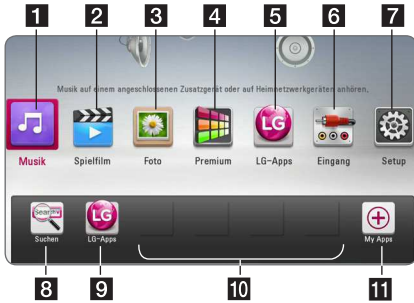 1 2 3 4 5 6 7
Musik auf einem angeschlossenen Zusatzgerät oder auf Heimnetzwerkgeräten anhören.
LG
Musik Spielfilm Foto Premium LG-Apps Eingang Setup
Search LG
Suchen LG-Apps My Apps
8 9 10 11